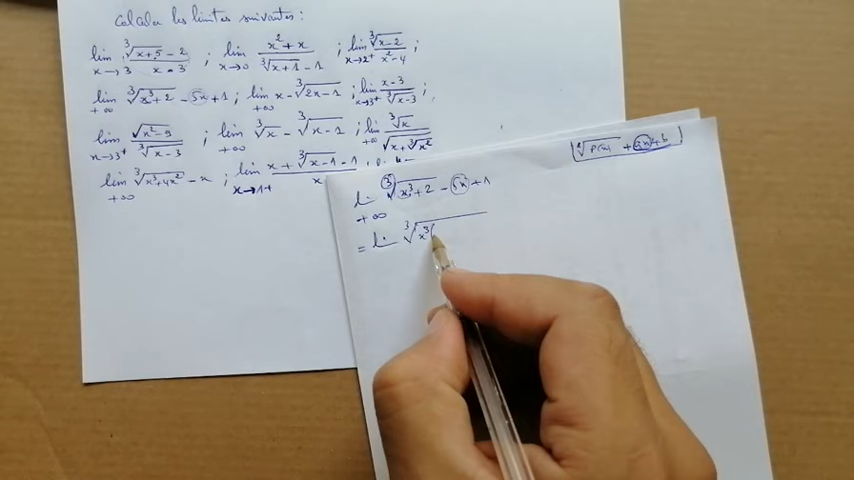 Calculer les limites suivantes :
lim x→3 ∛(x+5) - 2 / x - 3 ; lim x→0 x² + x / ∛(x+1) - 1 ; lim x→2⁺ ∛(x-2) / x² - 4 ;
lim +∞ ∛(x³+2) - 5x + 1 ; lim +∞ x - ∛(2x-1) ; lim x→3⁺ x-3 / ∛(x-3) ;
lim x→3⁺ √(x²-9) / ∛(x-3) ; lim +∞ ∛x - ∛(x-1) ; lim +∞ ∛x / √(x+∛x²)
lim +∞ ∛(x³+4x²) - x ; lim x→1+ x + ∛(x-1) - 1 / x
∛P(x) + ax + b
lim +∞ ∛(x³+2) - 5x + 1
= lim ∛(x³(